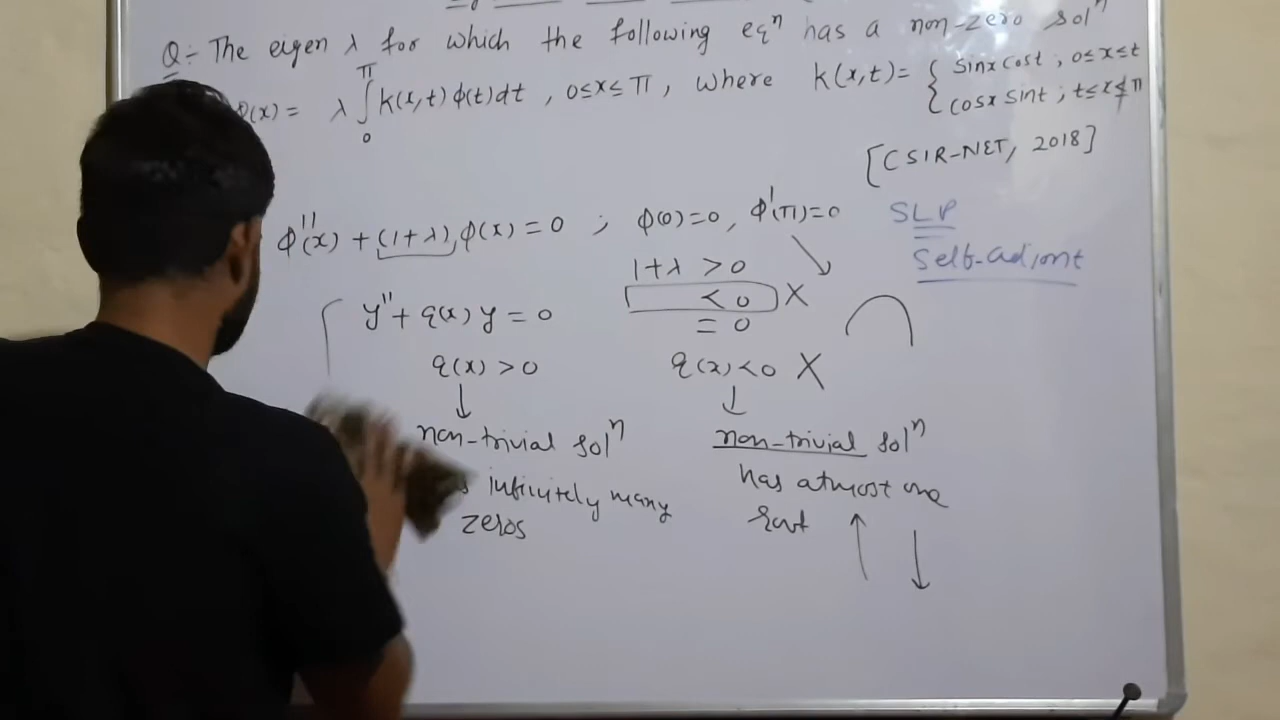 Q:- The eigen λ for which the following eqⁿ has a non-zero solⁿ
φ(x) = λ ∫₀^π k(x,t) φ(t)dt , 0≤x≤π, where k(x,t) = { sinx cost ; 0≤x≤t
cosx sint ; t≤x≤π
[CSIR-NET, 2018]
φ''(x) + (1+λ) φ(x) = 0 ; φ(0)=0, φ'(π)=0 SLP
Self-adjoint
1+λ > 0
< 0 X
= 0
y'' + q(x) y = 0
q(x) > 0
q(x) < 0 X
non-trivial solⁿ
infinitely many
zeros
non-trivial solⁿ
has atmost one